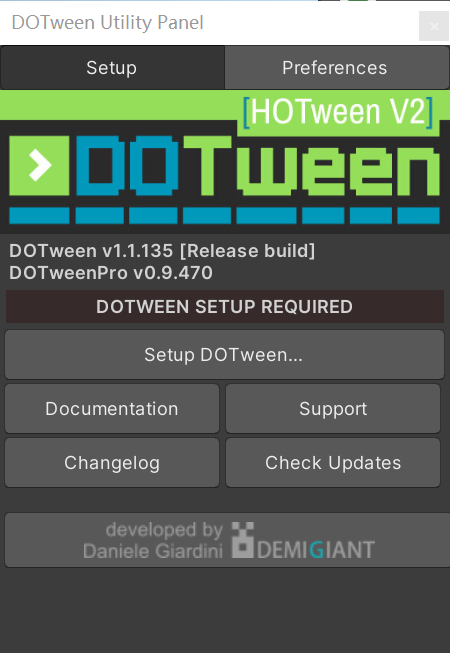 DOTween Utility Panel
×
Setup Preferences
[HOTween V2]
DOTween
DOTween v1.1.135 [Release build]
DOTweenPro v0.9.470
DOTWEEN SETUP REQUIRED
Setup DOTween...
Documentation Support
Changelog Check Updates
developed by
Daniele Giardini DEMIGIANT